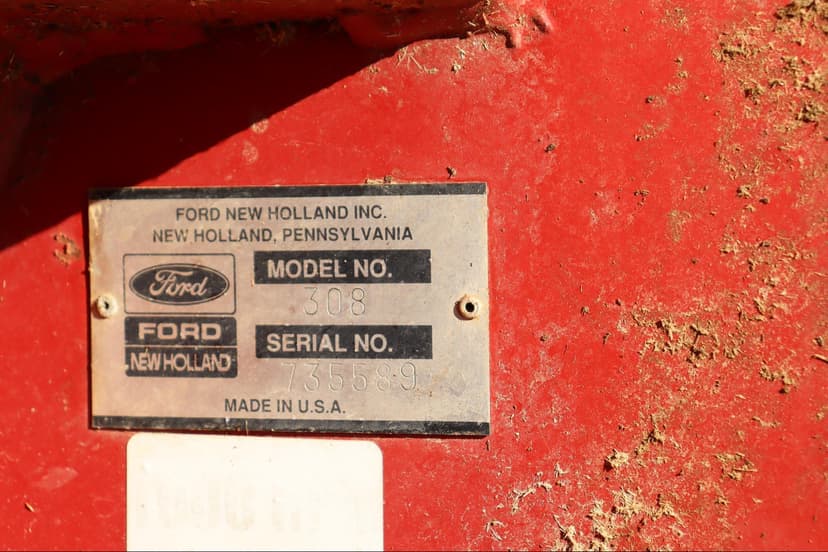 FORD NEW HOLLAND INC.
NEW HOLLAND, PENNSYLVANIA
Ford
MODEL NO.
308
FORD
NEW HOLLAND
SERIAL NO.
735589
MADE IN U.S.A.